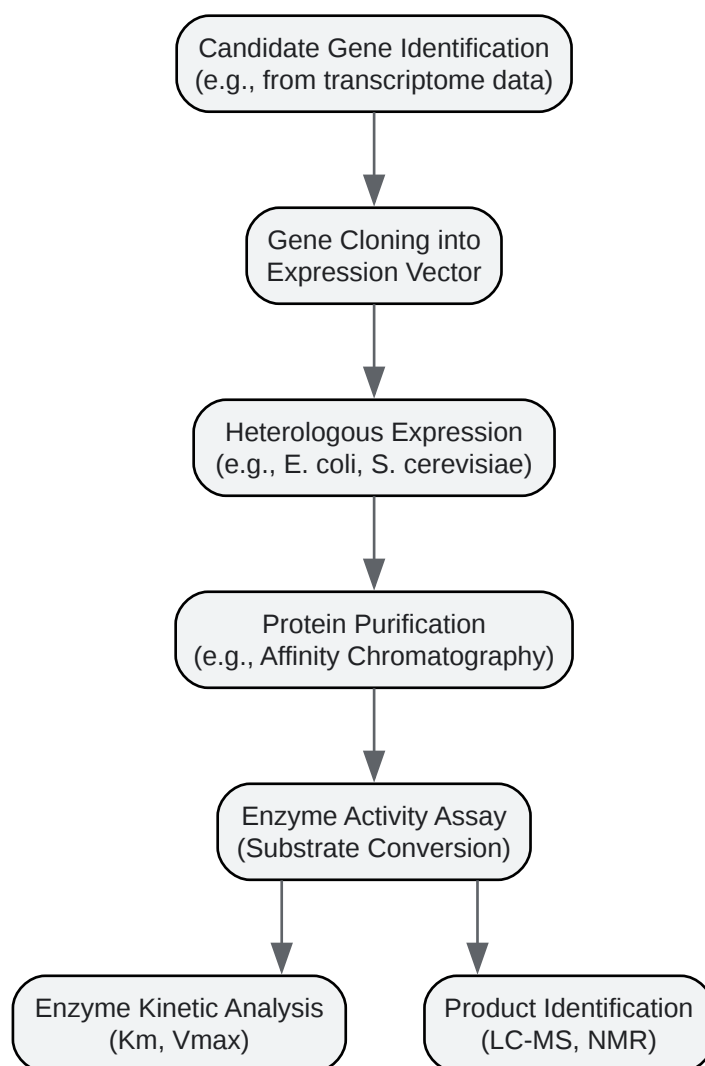 Candidate Gene Identification
(e.g., from transcriptome data)
Gene Cloning into
Expression Vector
Heterologous Expression
(e.g., E. coli, S. cerevisiae)
Protein Purification
(e.g., Affinity Chromatography)
Enzyme Activity Assay
(Substrate Conversion)
Enzyme Kinetic Analysis
(Km, Vmax)
Product Identification
(LC-MS, NMR)